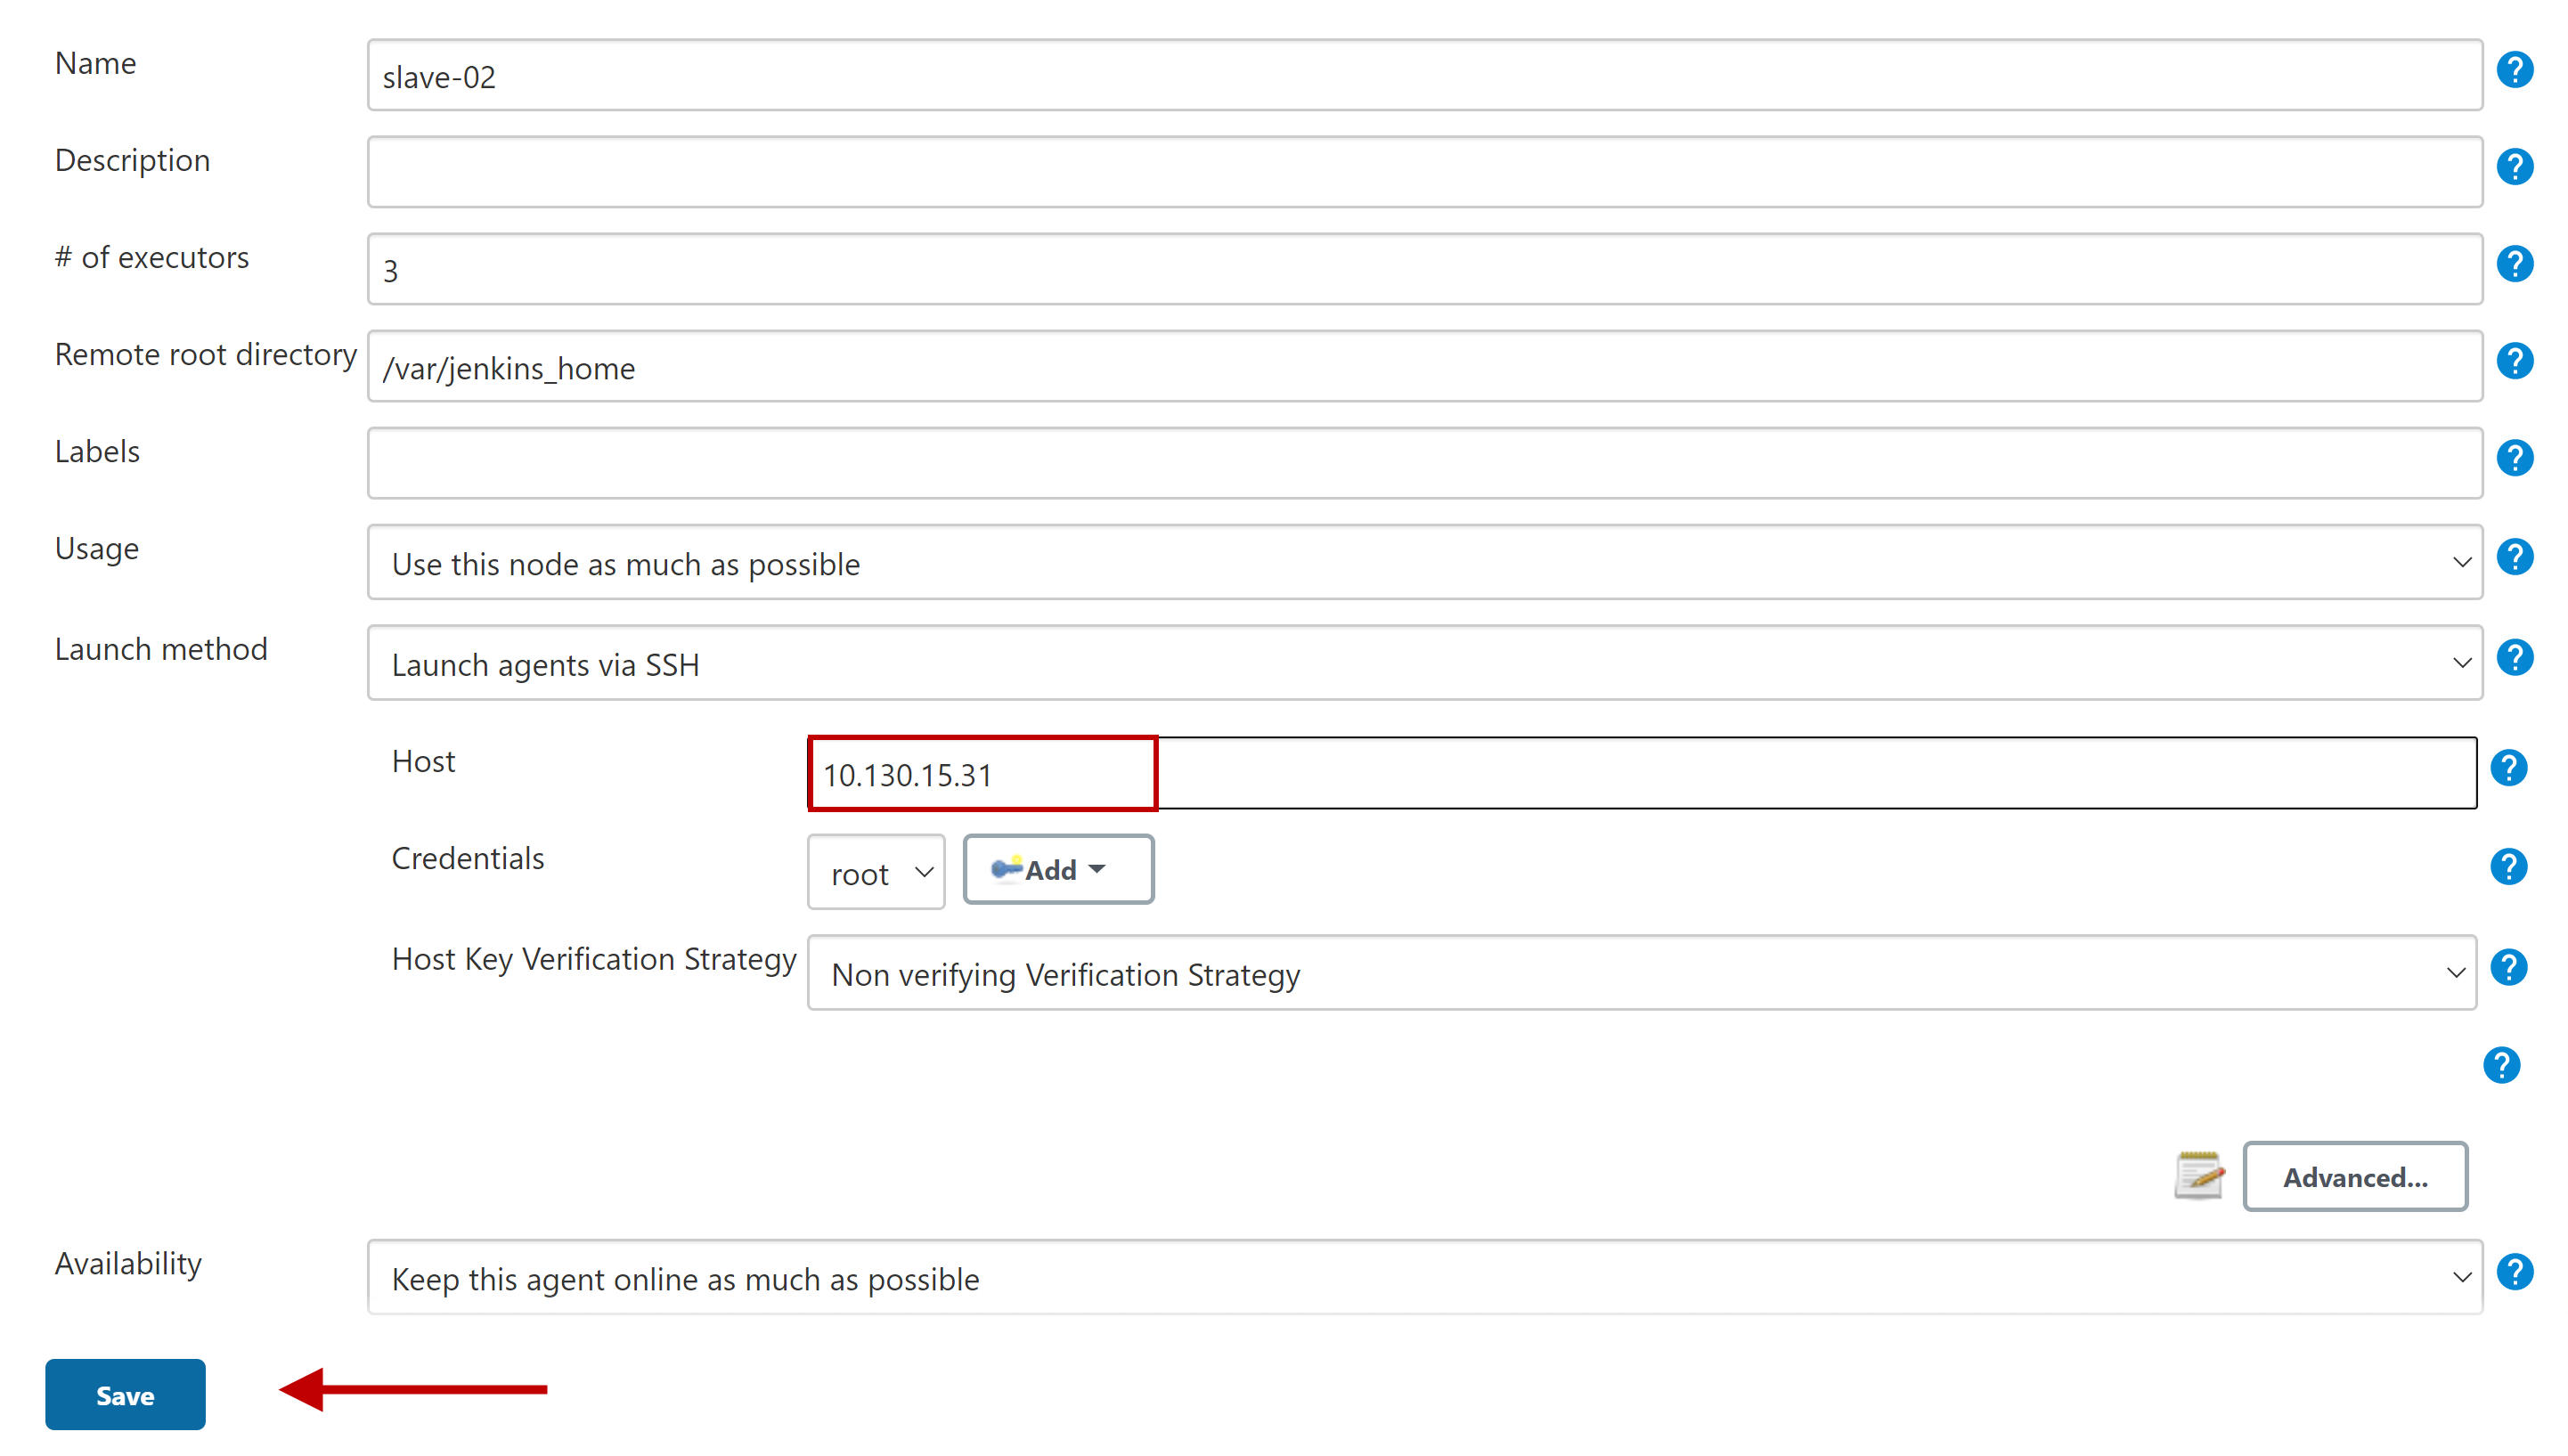 Name
slave-02
Description
# of executors
3
Remote root directory
/var/jenkins_home
Labels
Usage
Use this node as much as possible
Launch method
Launch agents via SSH
Host
10.130.15.31
Credentials
root
Add
Host Key Verification Strategy
Non verifying Verification Strategy
Advanced...
Availability
Keep this agent online as much as possible
Save